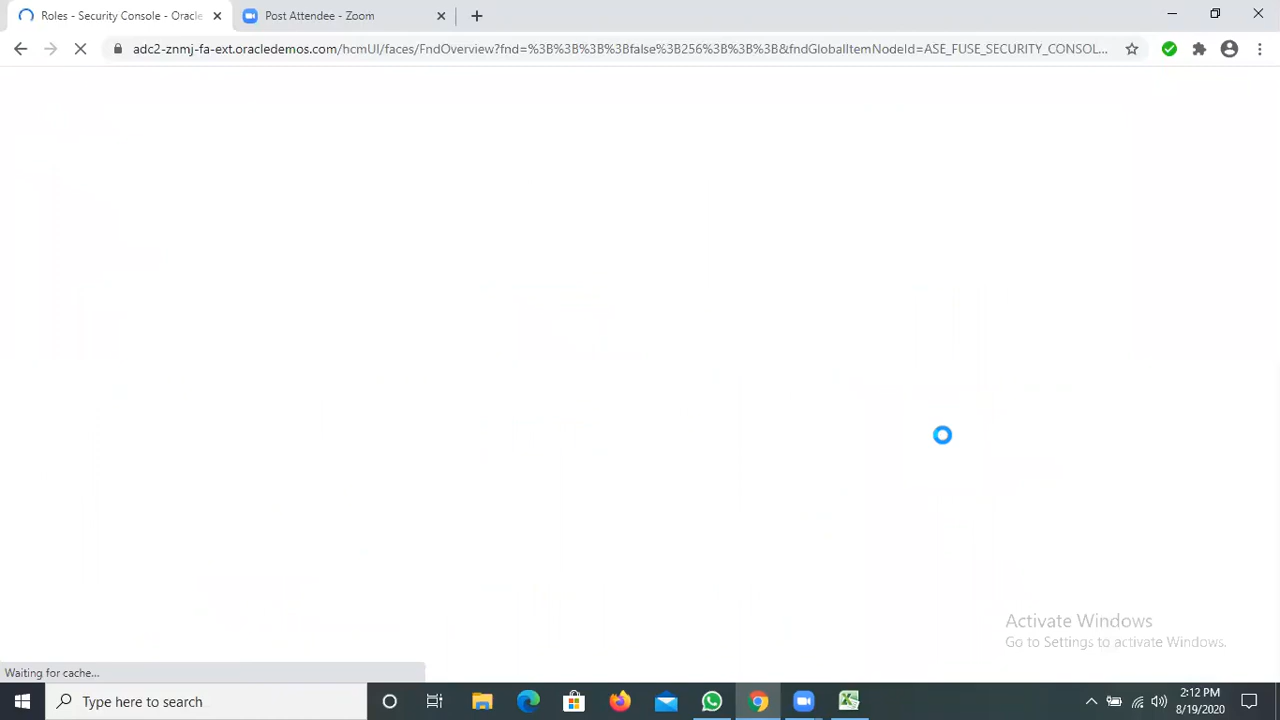 Roles - Security Console - Oracle
Post Attendee - Zoom
adc2-znmj-fa-ext.oracledemos.com/hcmUI/faces/FndOverview?fnd=%3B%3B%3B%3Bfalse%3B256%3B%3B%3B&fndGlobalItemNodeId=ASE_FUSE_SECURITY_CONSOL...
Activate Windows
Go to Settings to activate Windows.
Waiting for cache...
Type here to search
2:12 PM
8/19/2020